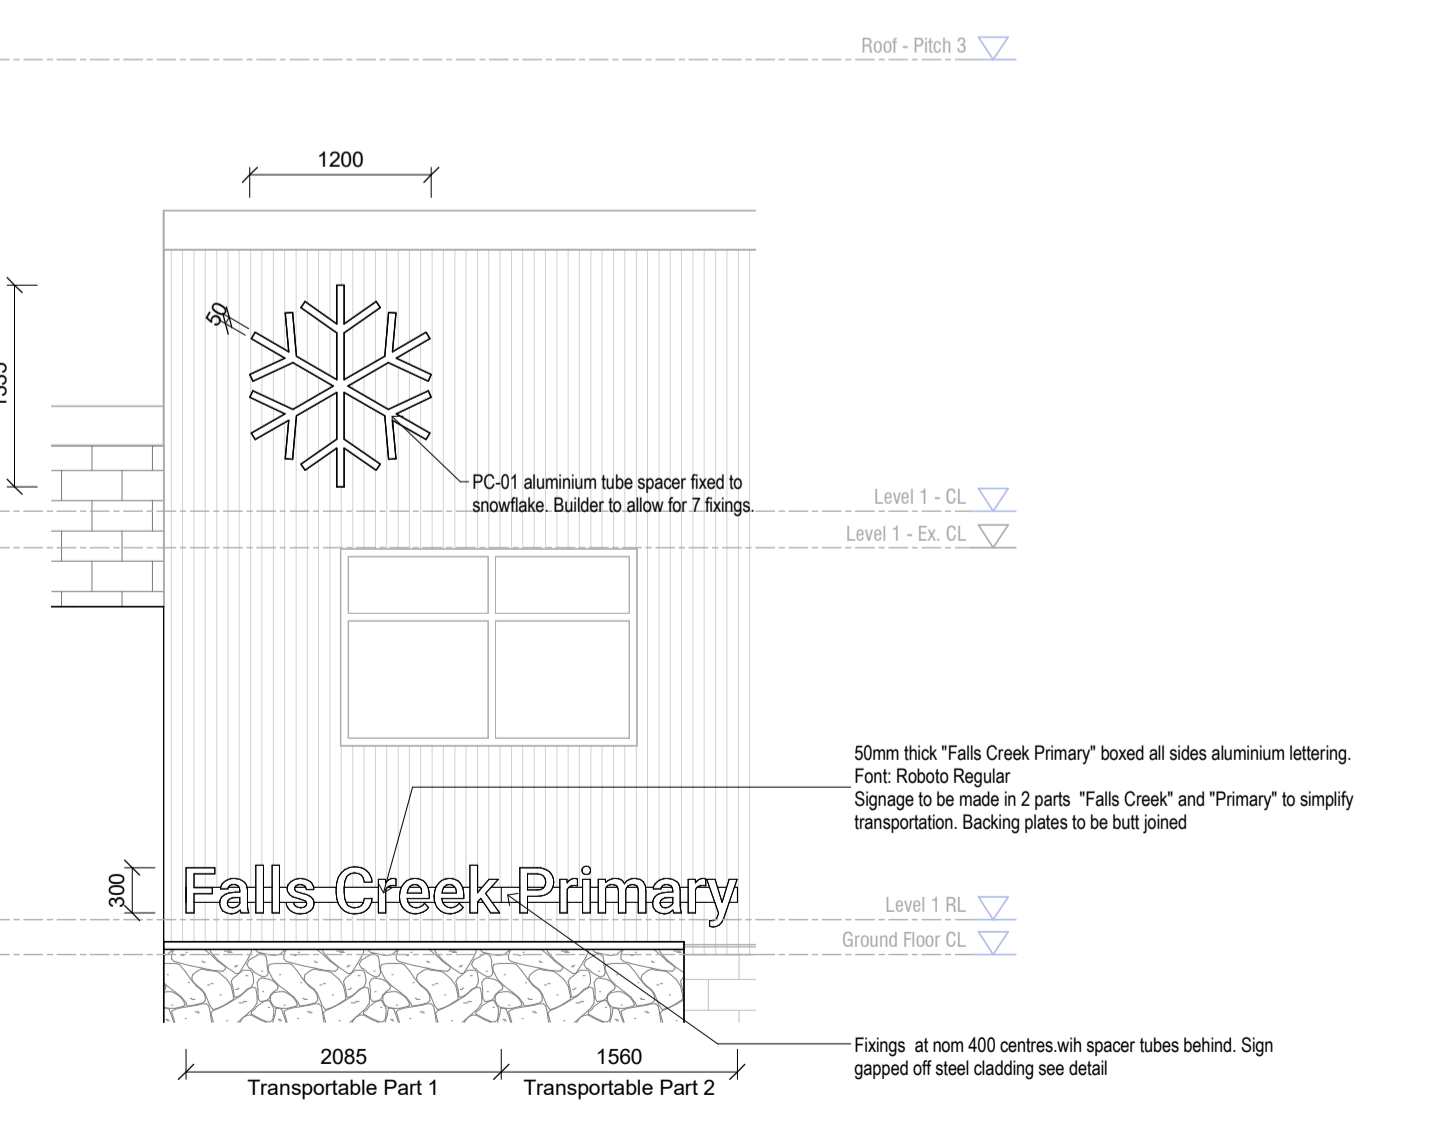 Roof - Pitch 3
1200
50
PC-01 aluminium tube spacer fixed to
snowflake. Builder to allow for 7 fixings.
Level 1 - CL
Level 1 - Ex. CL
50mm thick "Falls Creek Primary" boxed all sides aluminium lettering.
Font: Roboto Regular
Signage to be made in 2 parts "Falls Creek" and "Primary" to simplify
transportation. Backing plates to be butt joined
300
Falls Creek Primary
Level 1 RL
Ground Floor CL
Fixings at nom 400 centres.wih spacer tubes behind. Sign
gapped off steel cladding see detail
2085
1560
Transportable Part 1
Transportable Part 2